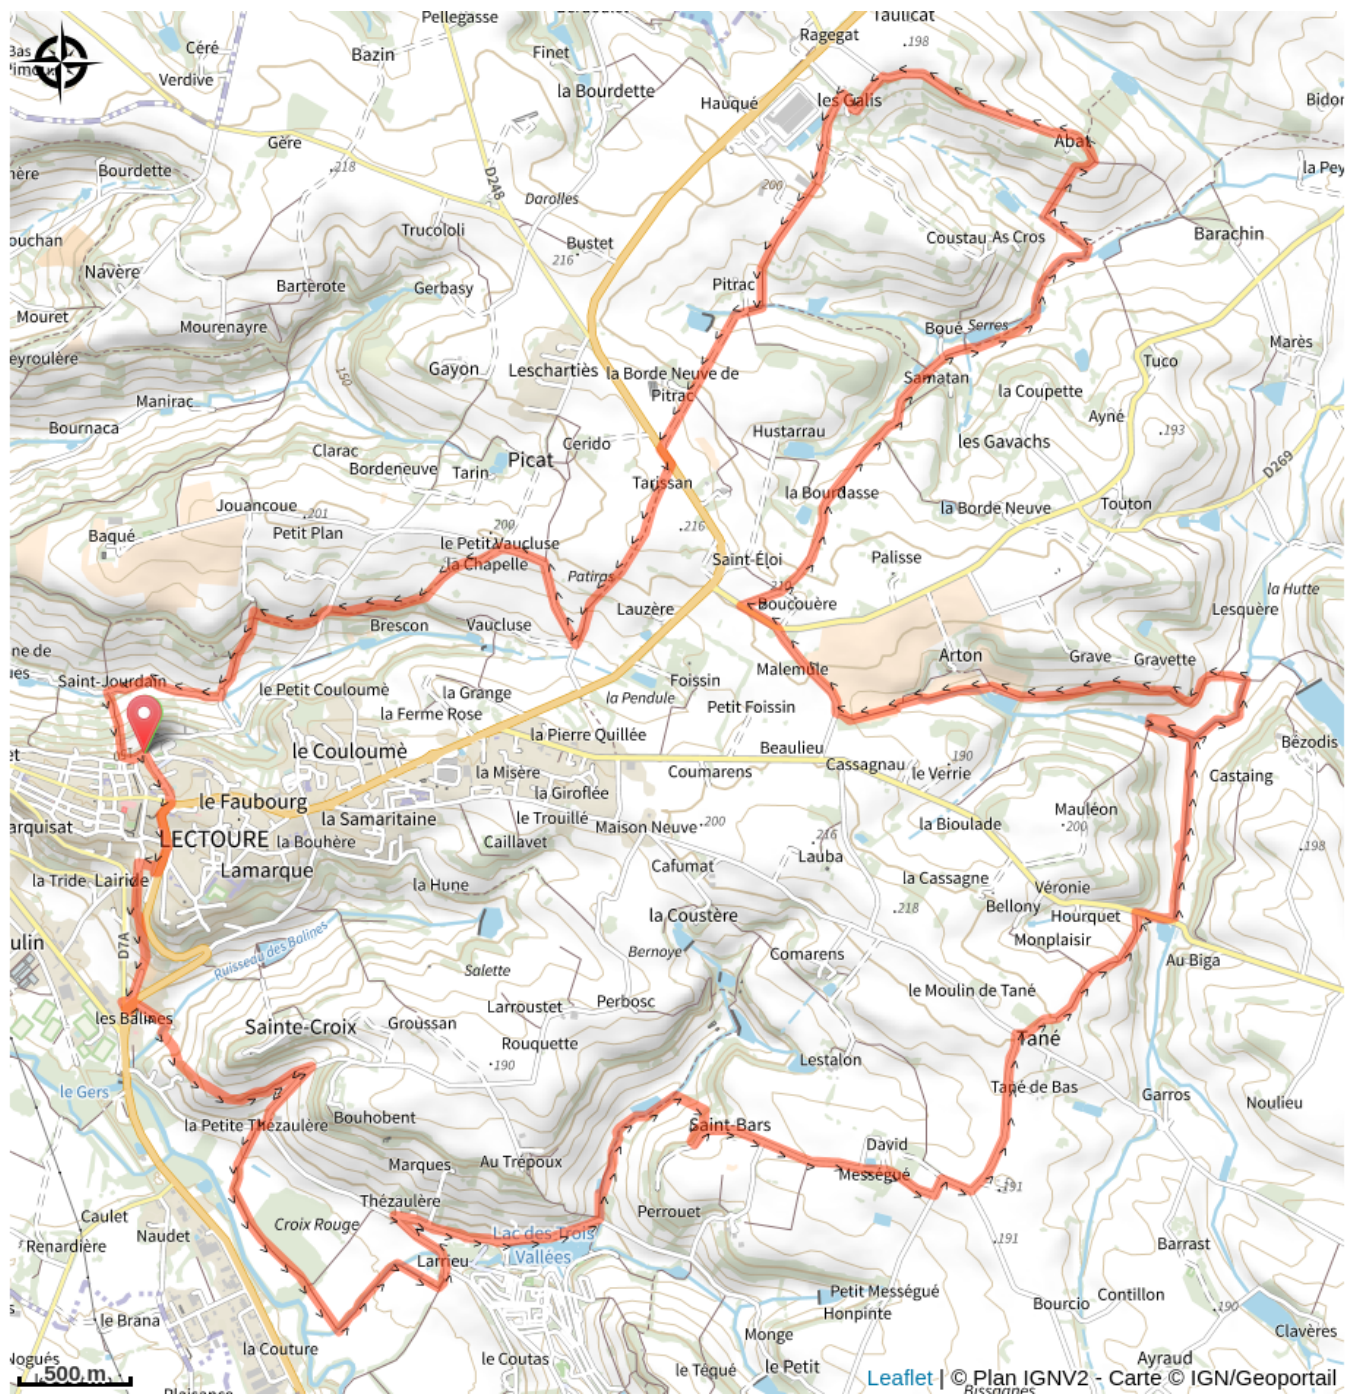 Pellegasse
Taulicat
Ragegat
198
Céré
Bas
Verdive
Bazin
Finet
la Bourdette
Hauqué
les Galis
Bidon
Gère
218
Bourdette
D248
Darolles
200
Abat
la Pey
Trucololi
Bustet
216
Coustau As Cros
Barachin
ouchan
Navère
Barterote
Gerbasy
Pitrac
Mouret
Mourenayre
Boué
Serres
Marès
eyroulère
150
Gayon
Leschartiès
la Borde Neuve de
Pitrac
Samatan
Tuco
la Coupette
Manirac
Ayné
193
Bournaca
Clarac
Bordeneuve
Tarin
Picat
Cerido
Hustarrau
les Gavachs
D269
Tarissan
la Bourdasse
Jouancoue
201
la Borde Neuve
Touton
Baqué
Petit Plan
200
le Petit Vaucluse
la Chapelle
216
Saint-Éloi
Palisse
Patiras
210
Boucouère
la Hutte
Lauzère
Lesquère
Brescon
Vaucluse
ne de
Malemule
Arton
Grave
Gravette
Saint-Jourdain
le Petit Couloumè
la Grange
Foissin
la Pendule
la Ferme Rose
Petit Foissin
la Pierre Quillée
Beaulieu
190
Bézodis
le Couloumè
la Misère
Coumarens
Cassagnau
le Verrie
Castaing
la Giroflée
le Faubourg
la Samaritaine
le Trouillé
Maison Neuve
200
la Bioulade
Mauléon
200
arquisat
LECTOURE
la Bouhère
Caillavet
216
Lauba
198
Lamarque
la Tride
Lairide
la Hune
Cafumat
la Cassagne
Véronie
Bellony
Hourquet
la Coustère
218
Monplaisir
ulin
D7A
Ruisseau des Balines
Salette
Bernoye
Comarens
Au Biga
Larroustet
Perbosc
le Moulin de Tané
les Balines
Sainte-Croix
Groussan
Rouquette
Tané
190
Lestalon
le Gers
Tané de Bas
Garros
Noulieu
la Petite Thézaulère
Bouhobent
Saint-Bars
David
Marques
Au Trépoux
Mességué
191
Thézaulère
Caulet
Naudet
Croix Rouge
Perrouet
Lac des Trois
Vallées
191
Renardière
Larrieu
Barrast
Petit Mességué
Contillon
Honpinte
Bourcio
190
le Brana
Monge
Clavères
Nogués
la Couture
le Coutas
le Téqué
le Petit
Ayraud
500 m
Leaflet | © Plan IGNV2 - Carte © IGN/Geoportail